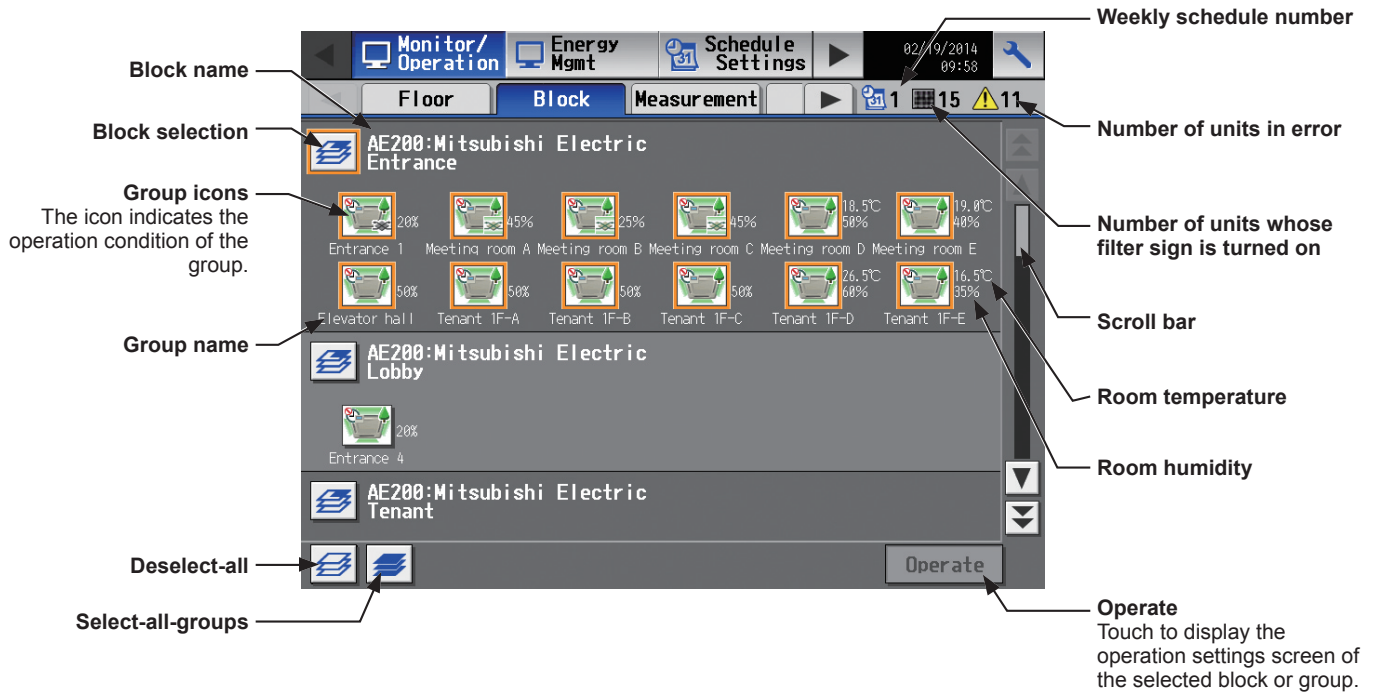 Weekly schedule number
Monitor/
Operation
Energy
Mgmt
Schedule
Settings
02/19/2014
09:58
Block name
Floor
Block
Measurement
31
1
15
11
Block selection
AE200:Mitsubishi Electric
Entrance
Number of units in error
Group icons
The icon indicates the
operation condition of the
group.
20%
45%
25%
45%
18.5℃
50%
19.0℃
40%
Entrance 1
Meeting room A
Meeting room B
Meeting room C
Meeting room D
Meeting room E
Number of units whose
filter sign is turned on
50%
50%
50%
50%
26.5℃
60%
16.5℃
35%
Elevator hall
Tenant 1F-A
Tenant 1F-B
Tenant 1F-C
Tenant 1F-D
Tenant 1F-E
Scroll bar
Group name
AE200:Mitsubishi Electric
Lobby
Room temperature
20%
Entrance 4
Room humidity
AE200:Mitsubishi Electric
Tenant
Deselect-all
Operate
Select-all-groups
Operate
Touch to display the
operation settings screen of
the selected block or group.